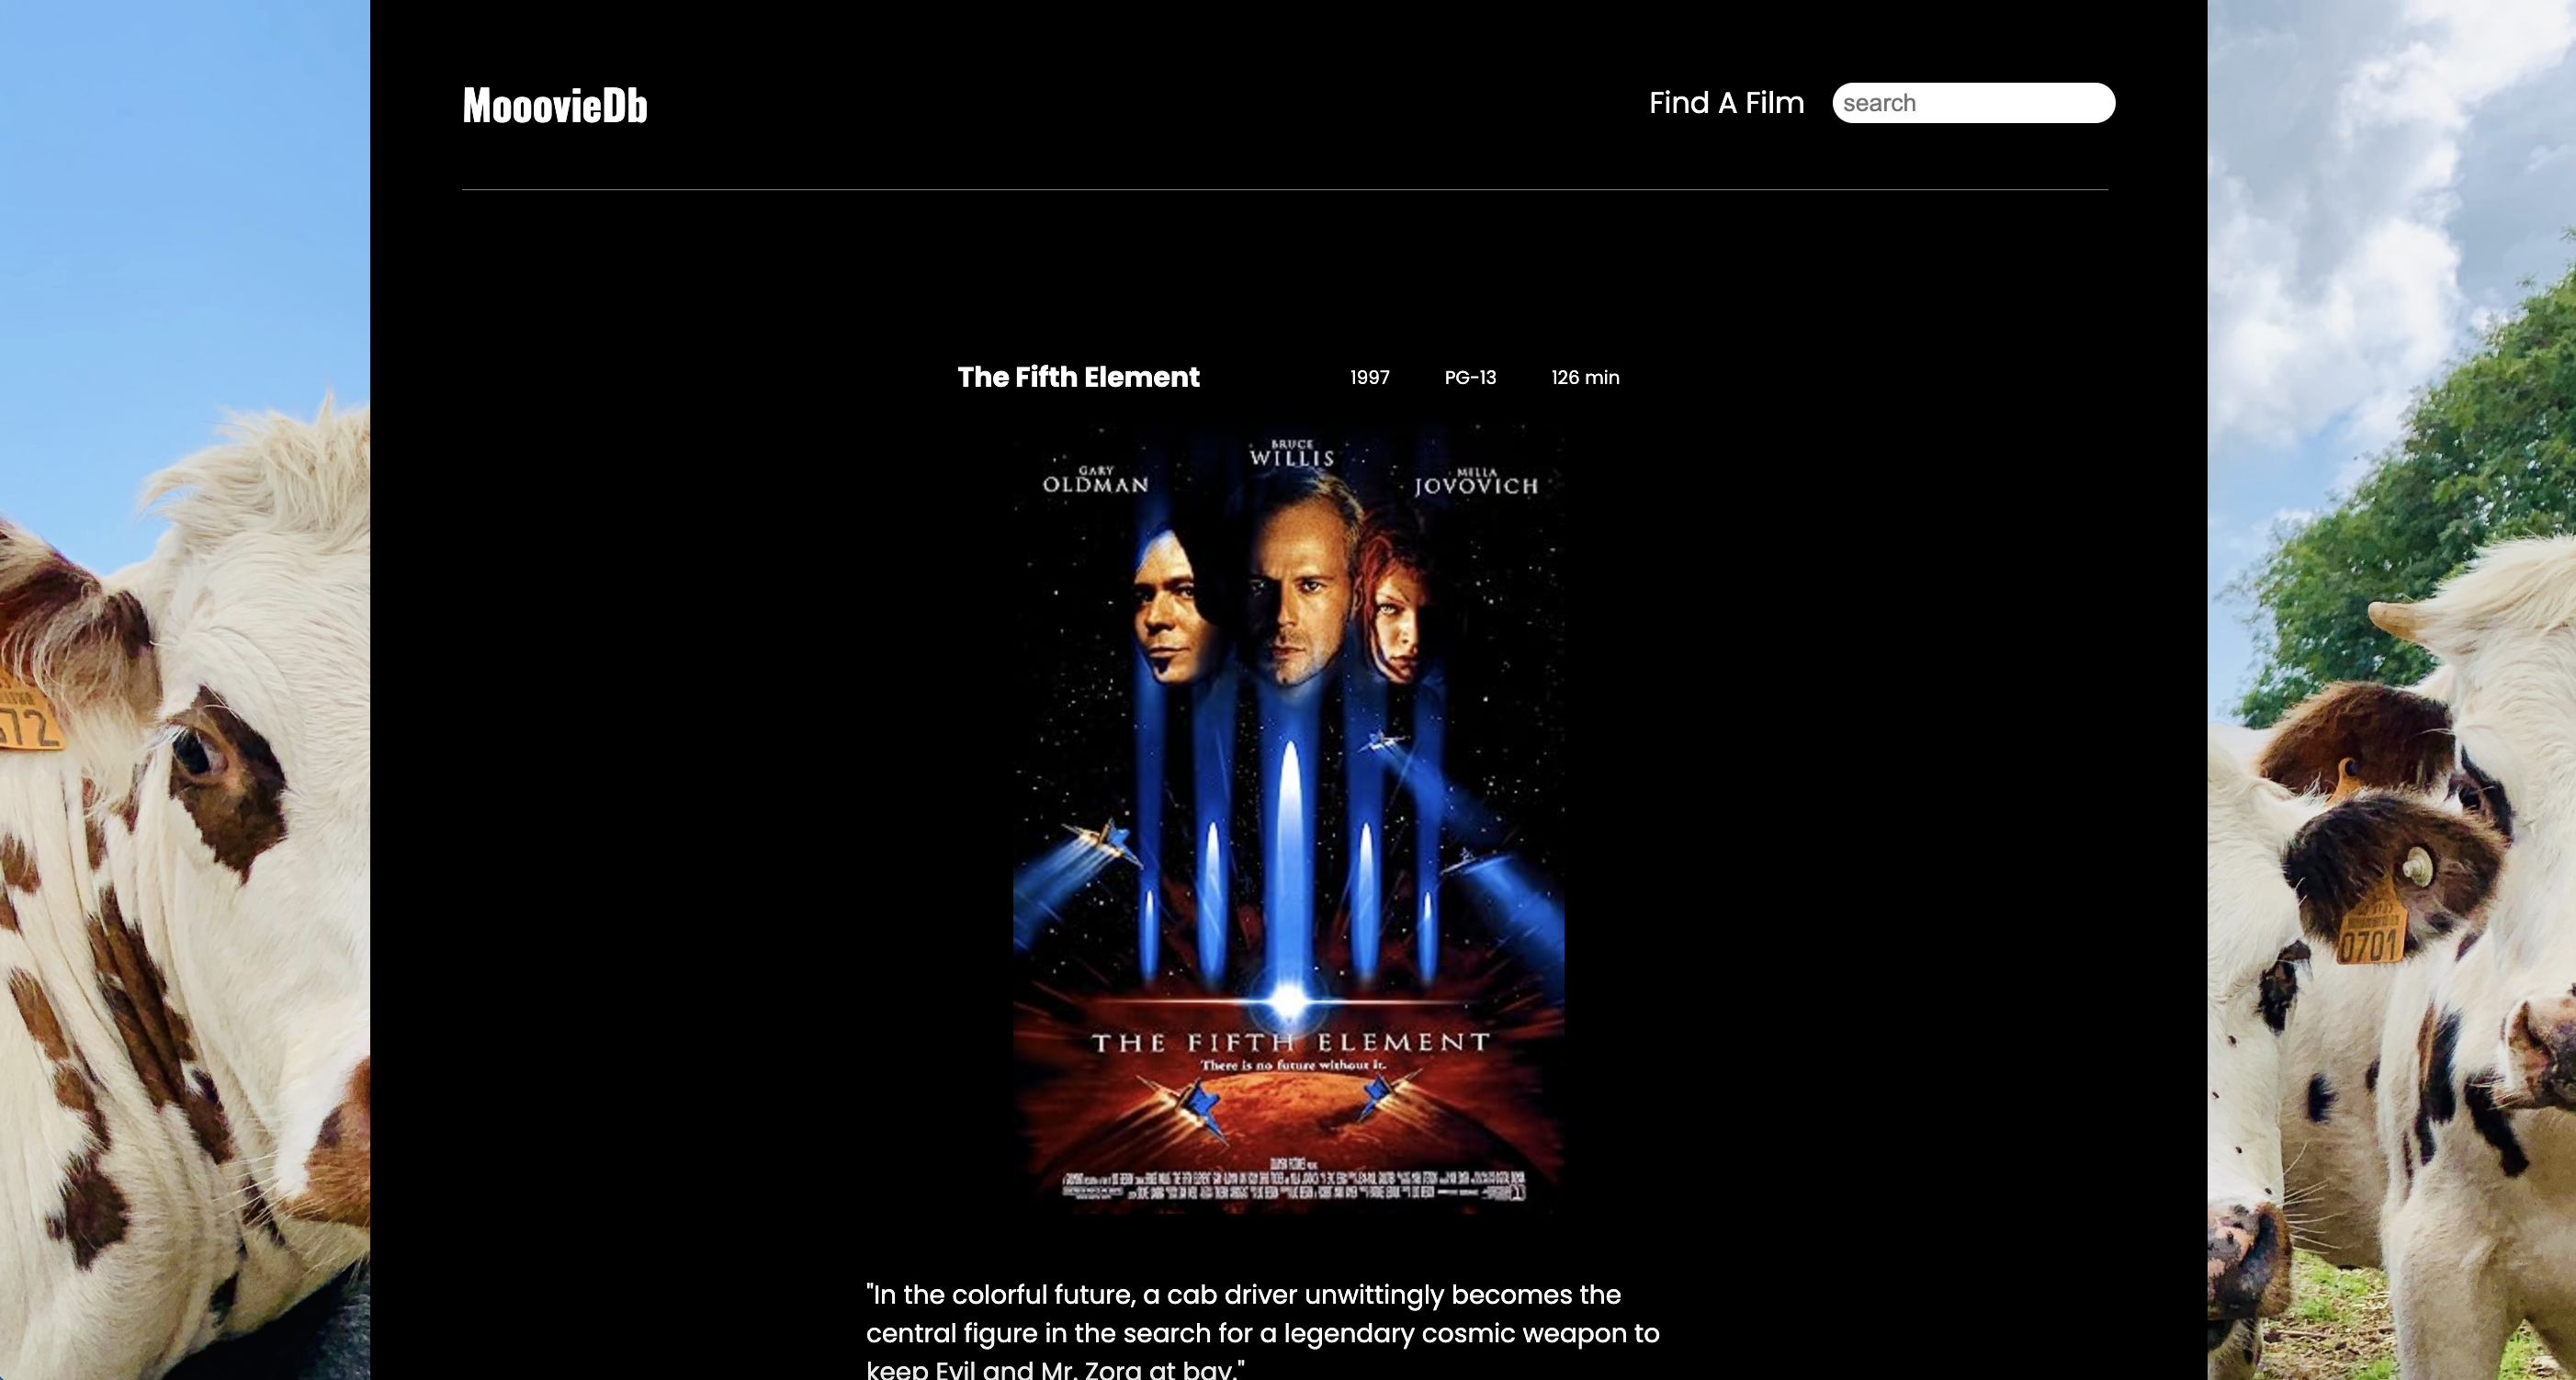 MooovieDb
Find A Film
search
The Fifth Element
1997
PG-13
126 min
BRUCE
WILLIS
GARY
OLDMAN
MILLA
JOVOVICH
THE FIFTH ELEMENT
There is no future without it.
"In the colorful future, a cab driver unwittingly becomes the
central figure in the search for a legendary cosmic weapon to
keep Evil and Mr. Zorg at bay."
72
0701